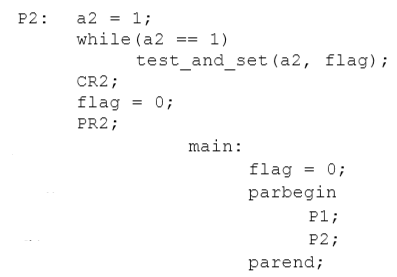 P2: a2 = 1;
while(a2 == 1)
test_and_set(a2, flag);
CR2;
flag = 0;
PR2;
main:
flag = 0;
parbegin
P1;
P2;
parend;